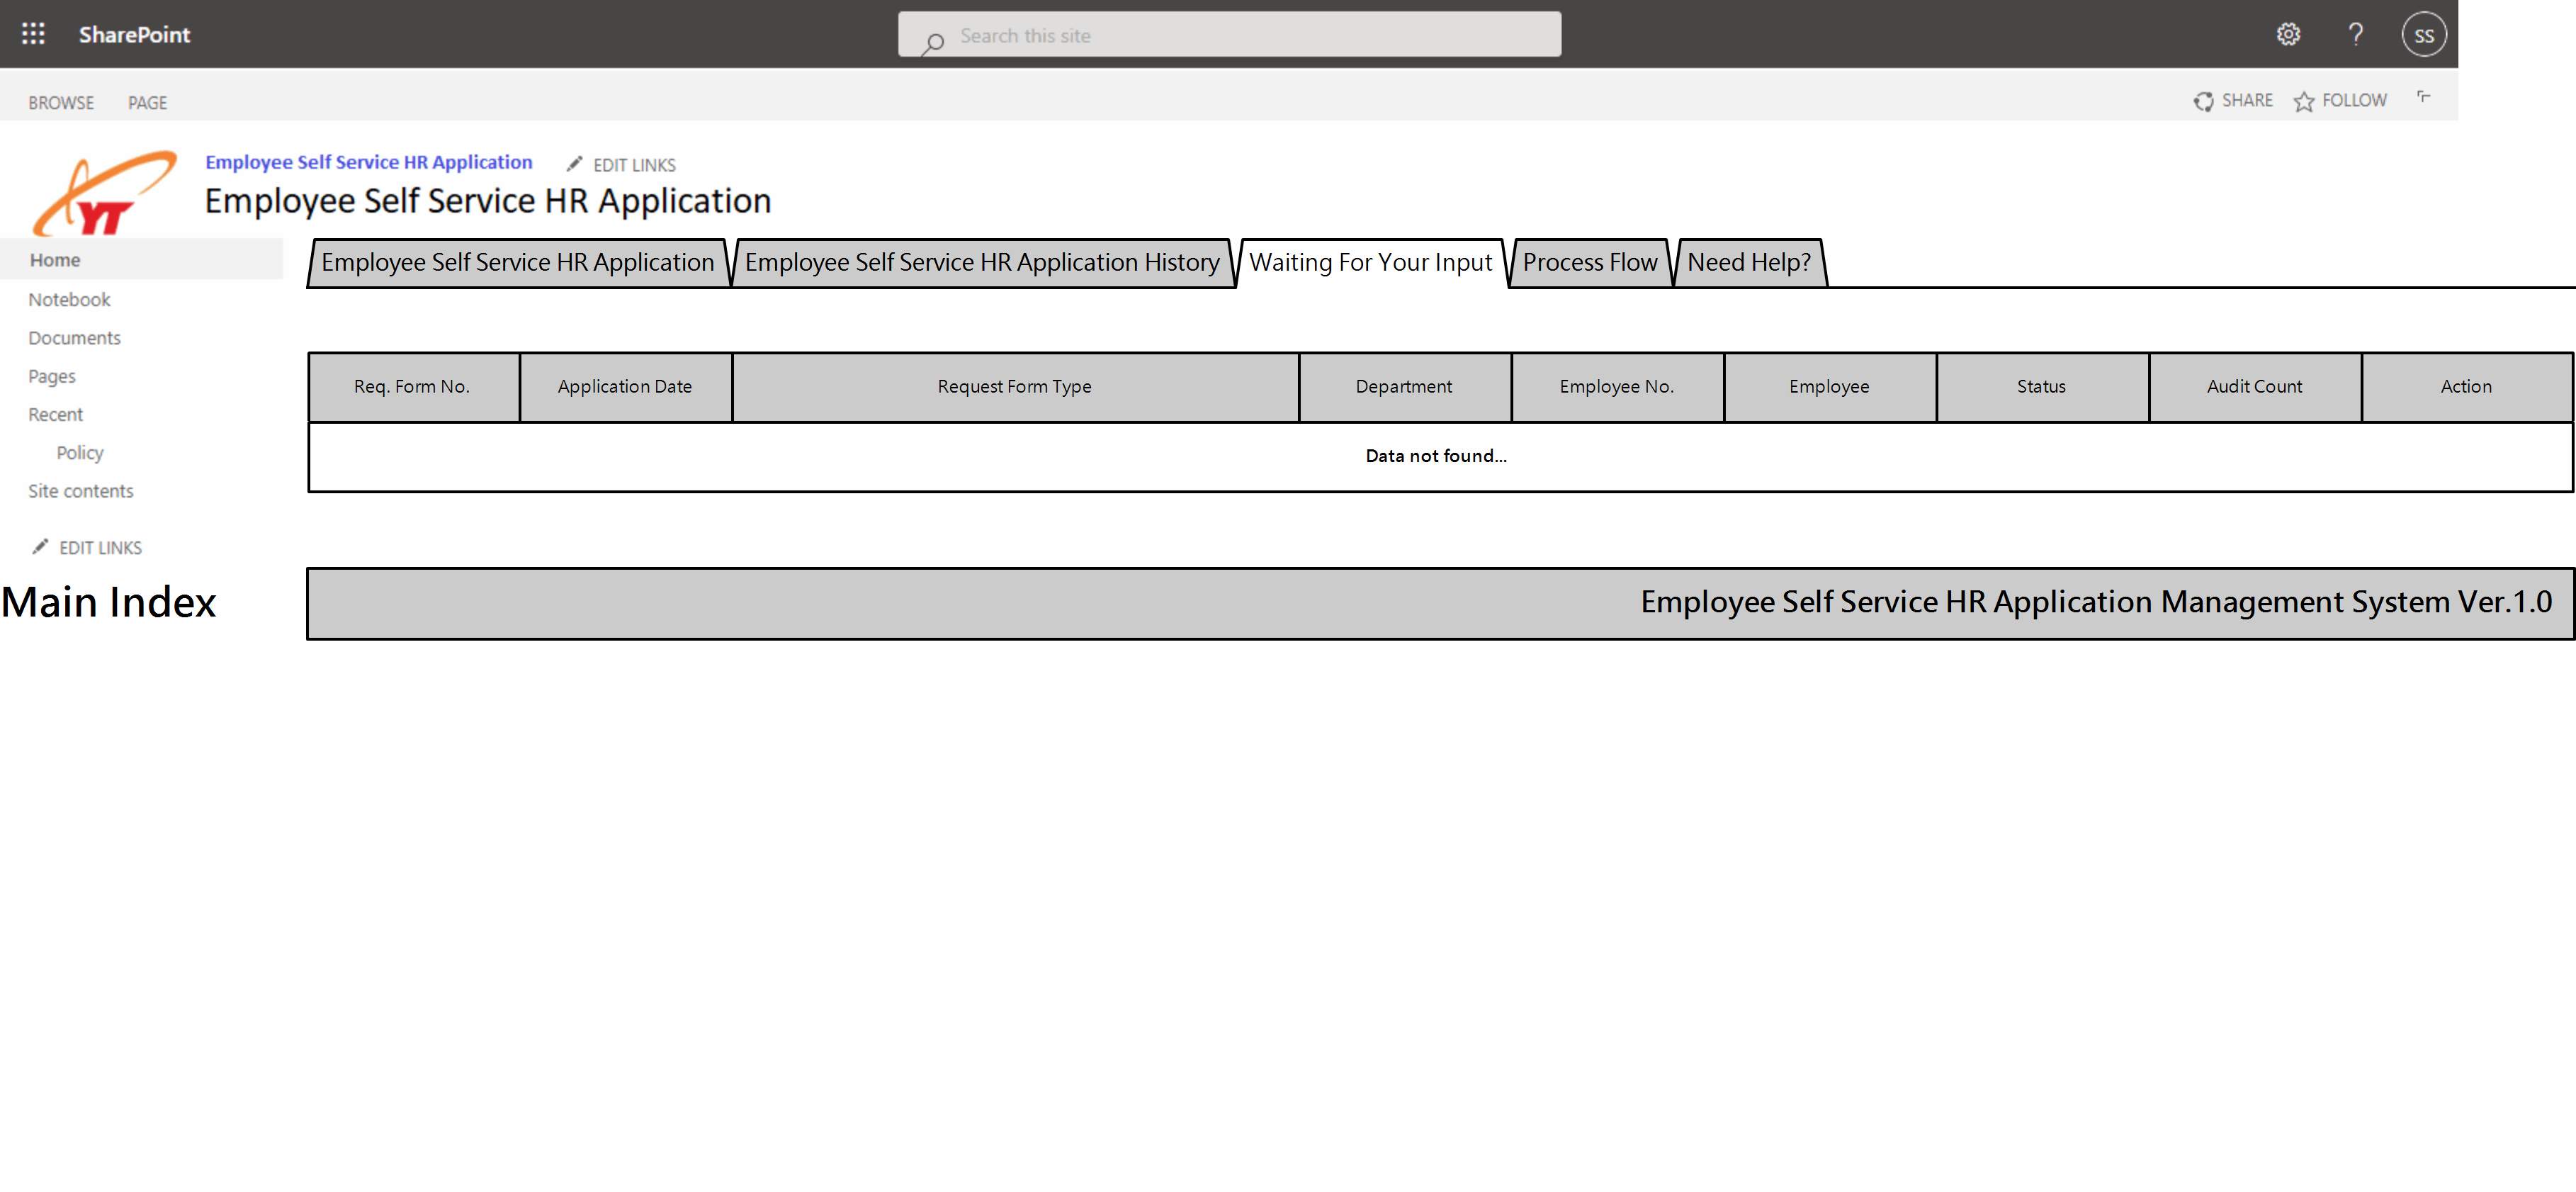 SharePoint
Search this site
SS
BROWSE PAGE
SHARE FOLLOW
YT
Employee Self Service HR Application EDIT LINKS
Employee Self Service HR Application
Home
Notebook
Documents
Pages
Recent
Policy
Site contents
EDIT LINKS
Main Index
Employee Self Service HR Application Employee Self Service HR Application History Waiting For Your Input Process Flow Need Help?
Req. Form No. Application Date Request Form Type Department Employee No. Employee Status Audit Count Action
Data not found...
Employee Self Service HR Application Management System Ver.1.0